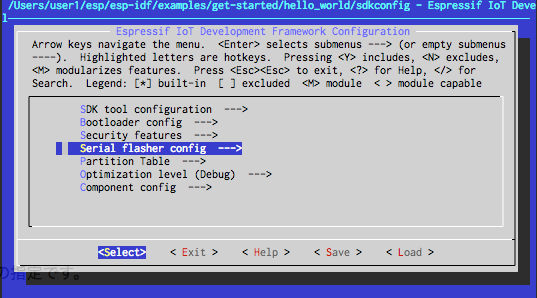 /Users/user1/esp/esp-idf/examples/get-started/hello_world/sdkconfig - Espressif IoT Deve
l
Espressif IoT Development Framework Configuration
Arrow keys navigate the menu.  <Enter> selects submenus ---> (or empty submenus
----).  Highlighted letters are hotkeys.  Pressing <Y> includes, <N> excludes,
<M> modularizes features.  Press <Esc><Esc> to exit, <?> for Help, </> for
Search.  Legend: [*] built-in  [ ] excluded  <M> module  < > module capable
SDK tool configuration  --->
Bootloader config  --->
Security features  --->
Serial flasher config  --->
Partition Table  --->
Optimization level (Debug)  --->
Component config  --->
<Select>    < Exit >    < Help >    < Save >    < Load >
の指定です。